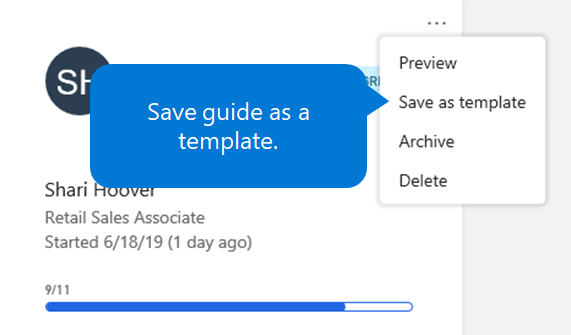 ...
Preview
SH
Save guide as a
template.
Save as template
Archive
Delete
Shari Hoover
Retail Sales Associate
Started 6/18/19 (1 day ago)
9/11